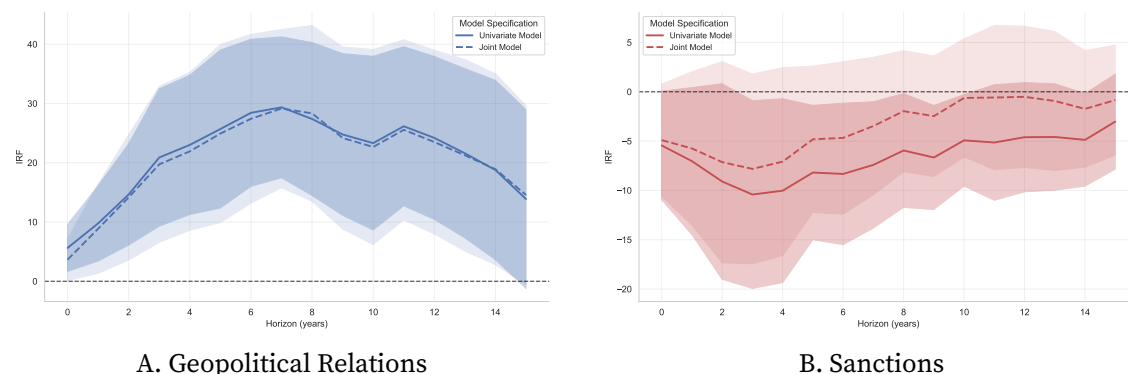 Model Specification
Univariate Model
Joint Model
40
30
20
10
0
IRF
0 2 4 6 8 10 12 14
Horizon (years)
A. Geopolitical Relations
Model Specification
Univariate Model
Joint Model
5
0
−5
−10
−15
−20
IRF
0 2 4 6 8 10 12 14
Horizon (years)
B. Sanctions